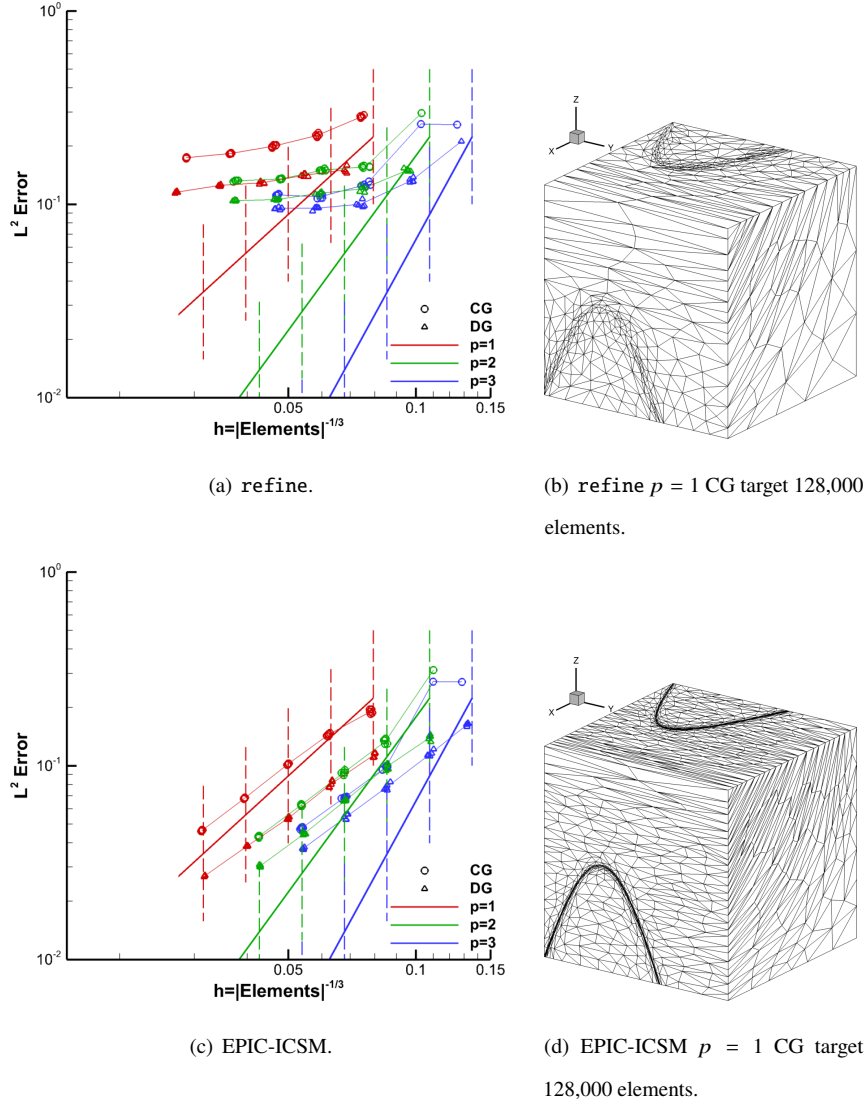 10⁰
10⁻¹
10⁻²
L² Error
0.05
0.1
0.15
h=|Elements|⁻¹/³
CG
DG
p=1
p=2
p=3
Z
X
Y
(a) refine.
(b) refine p = 1 CG target 128,000
elements.
10⁰
10⁻¹
10⁻²
L² Error
0.05
0.1
0.15
h=|Elements|⁻¹/³
CG
DG
p=1
p=2
p=3
Z
X
Y
(c) EPIC-ICSM.
(d) EPIC-ICSM p = 1 CG target
128,000 elements.